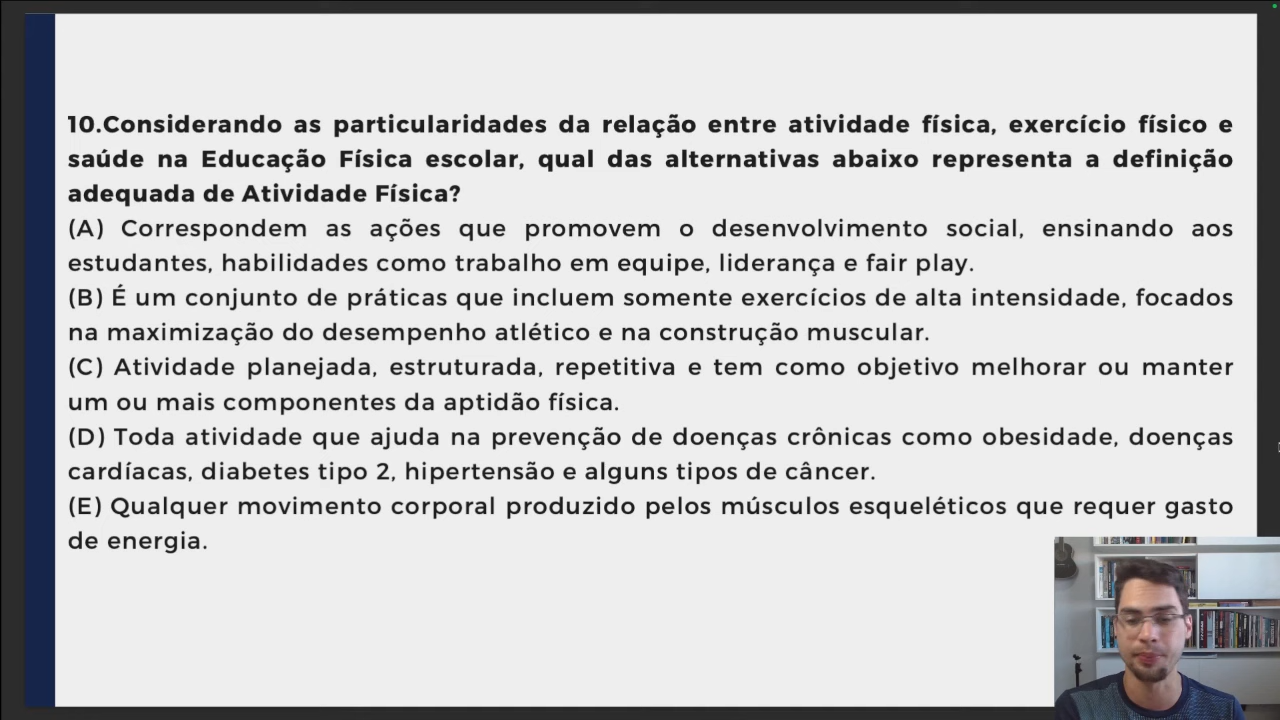 10.Considerando as particularidades da relação entre atividade física, exercício físico e
saúde na Educação Física escolar, qual das alternativas abaixo representa a definição
adequada de Atividade Física?
(A) Correspondem as ações que promovem o desenvolvimento social, ensinando aos
estudantes, habilidades como trabalho em equipe, liderança e fair play.
(B) É um conjunto de práticas que incluem somente exercícios de alta intensidade, focados
na maximização do desempenho atlético e na construção muscular.
(C) Atividade planejada, estruturada, repetitiva e tem como objetivo melhorar ou manter
um ou mais componentes da aptidão física.
(D) Toda atividade que ajuda na prevenção de doenças crônicas como obesidade, doenças
cardíacas, diabetes tipo 2, hipertensão e alguns tipos de câncer.
(E) Qualquer movimento corporal produzido pelos músculos esqueléticos que requer gasto
de energia.